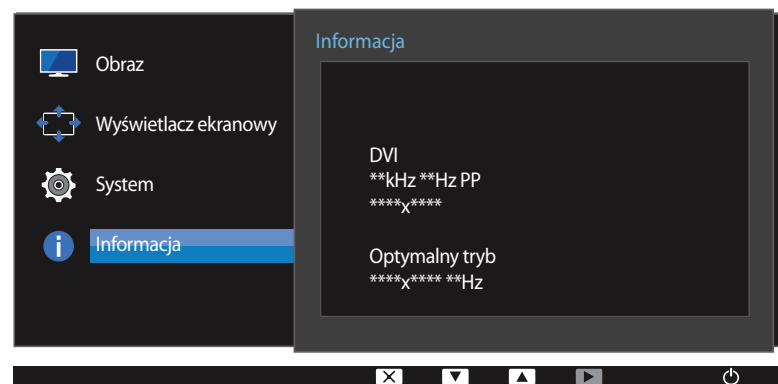 Obraz
Wyświetlacz ekranowy
System
Informacja
Informacja
DVI
**kHz **Hz PP
****x****
Optymalny tryb
****x**** **Hz